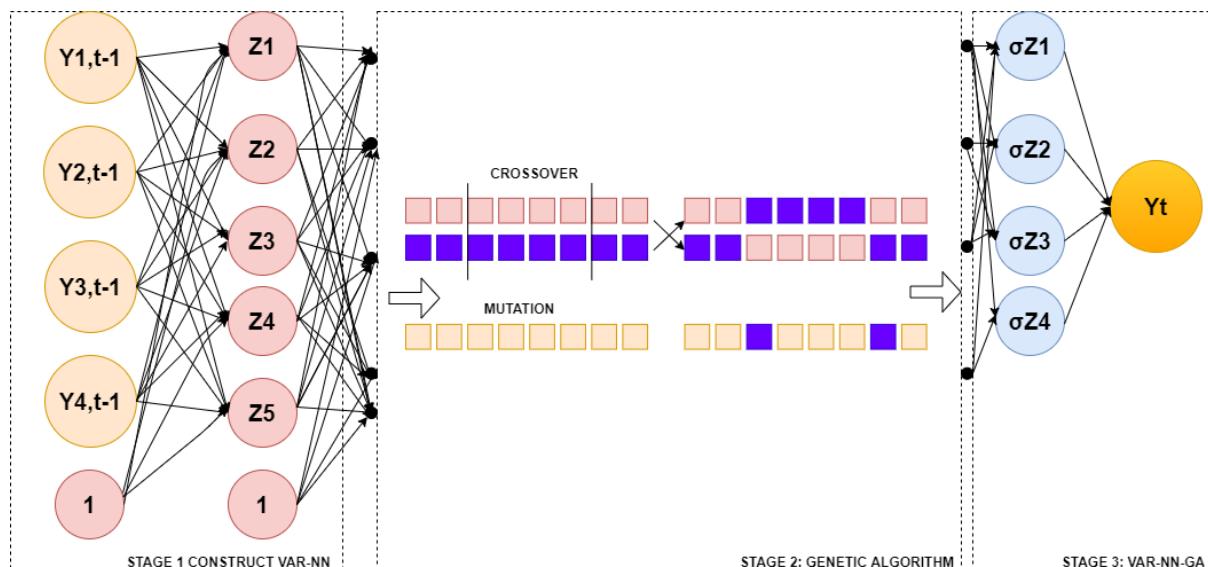 Y1,t-1
Y2,t-1
Y3,t-1
Y4,t-1
1
Z1
Z2
Z3
Z4
Z5
1
STAGE 1 CONSTRUCT VAR-NN
CROSSOVER
MUTATION
STAGE 2: GENETIC ALGORITHM
σZ1
σZ2
σZ3
σZ4
Yt
STAGE 3: VAR-NN-GA